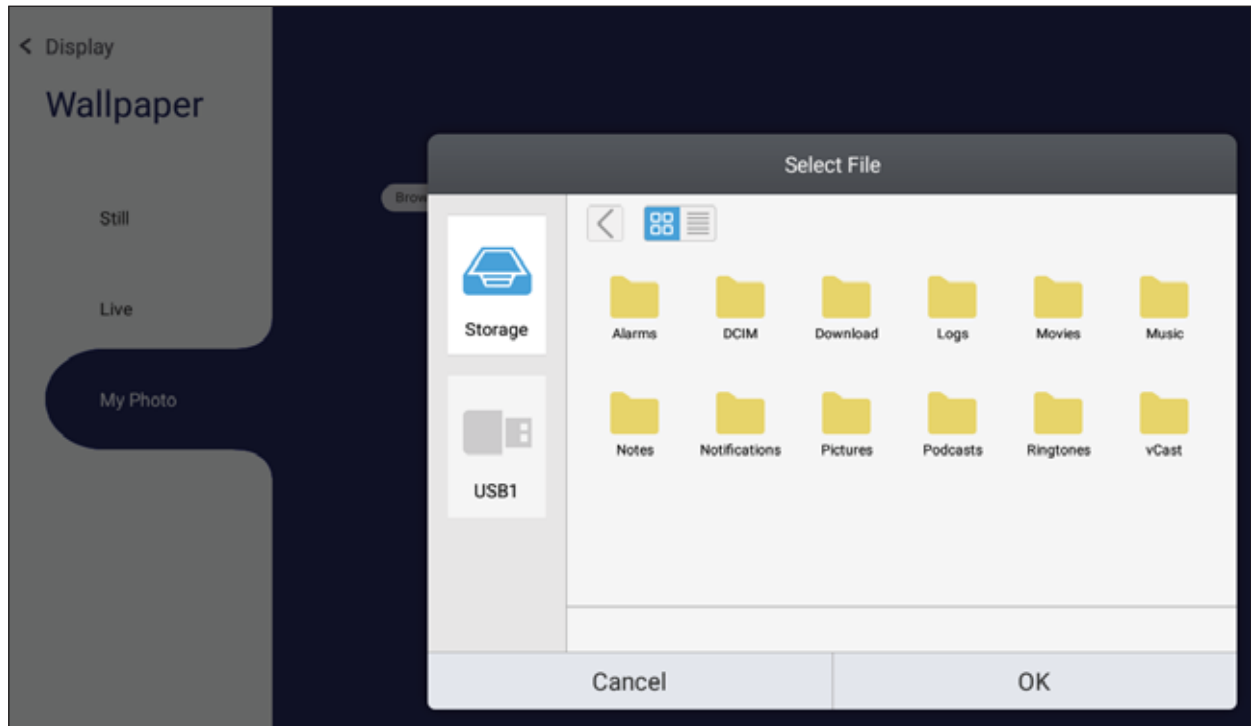 Display
Wallpaper
Still
Live
My Photo
Brow
Select File
Storage
USB1
Alarms DCIM Download Logs Movies Music
Notes Notifications Pictures Podcasts Ringtones vCast
Cancel OK